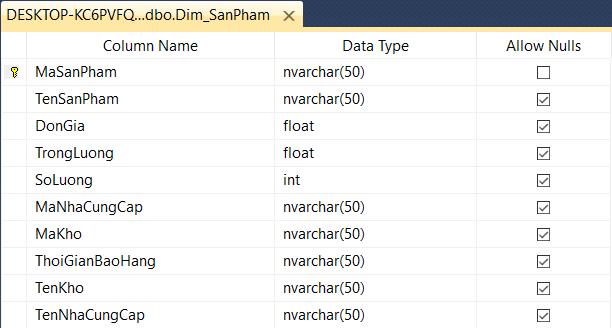 DESKTOP-KC6PVFQ...dbo.Dim_SanPham
Column Name Data Type Allow Nulls
MaSanPham nvarchar(50)
TenSanPham nvarchar(50)
DonGia float
TrongLuong float
SoLuong int
MaNhaCungCap nvarchar(50)
MaKho nvarchar(50)
ThoiGianBaoHang nvarchar(50)
TenKho nvarchar(50)
TenNhaCungCap nvarchar(50)